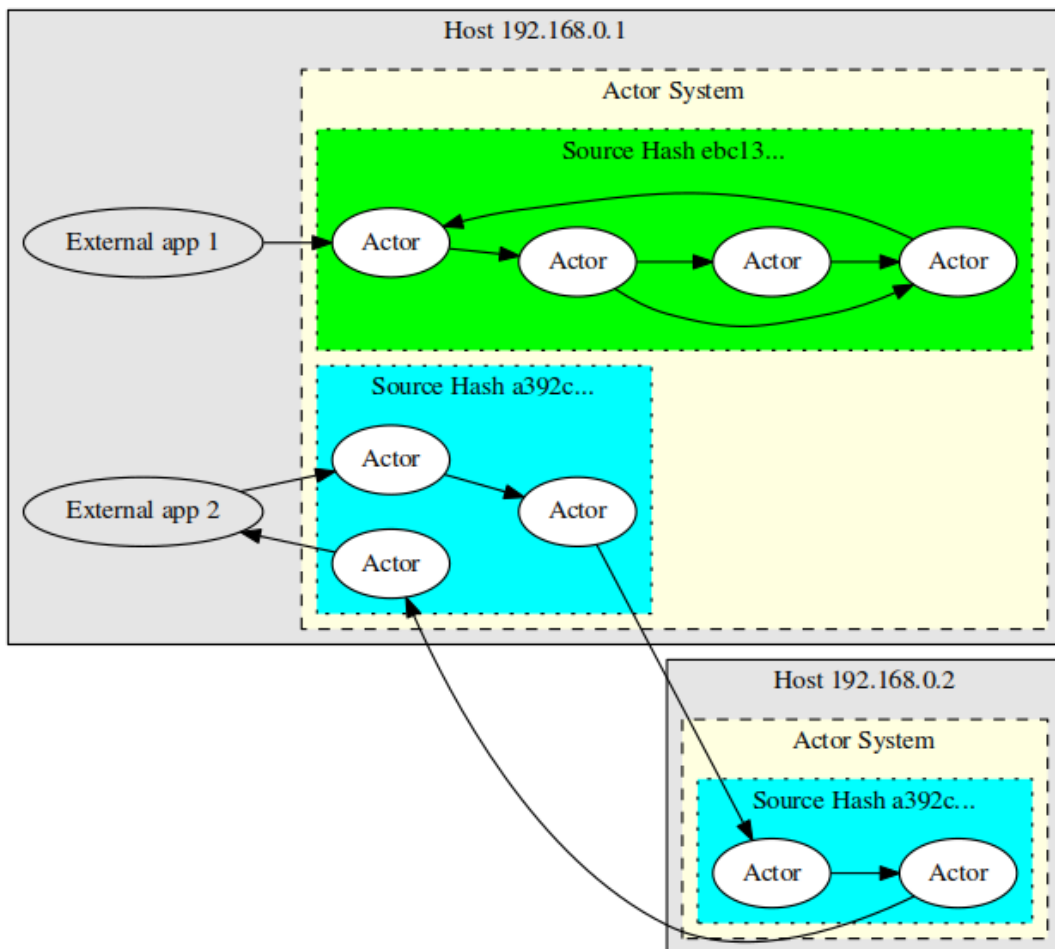 Host 192.168.0.1
Actor System
Source Hash ebc13...
External app 1
Actor
Actor
Actor
Actor
Source Hash a392c...
Actor
External app 2
Actor
Actor
Host 192.168.0.2
Actor System
Source Hash a392c...
Actor
Actor